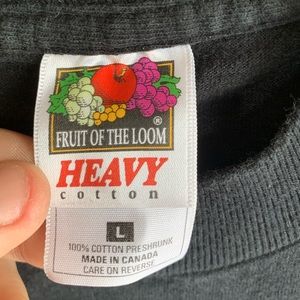 FRUIT OF THE LOOM
®
HEAVY
cotton
L
100% COTTON PRESHRUNK
MADE IN CANADA
CARE ON REVERSE